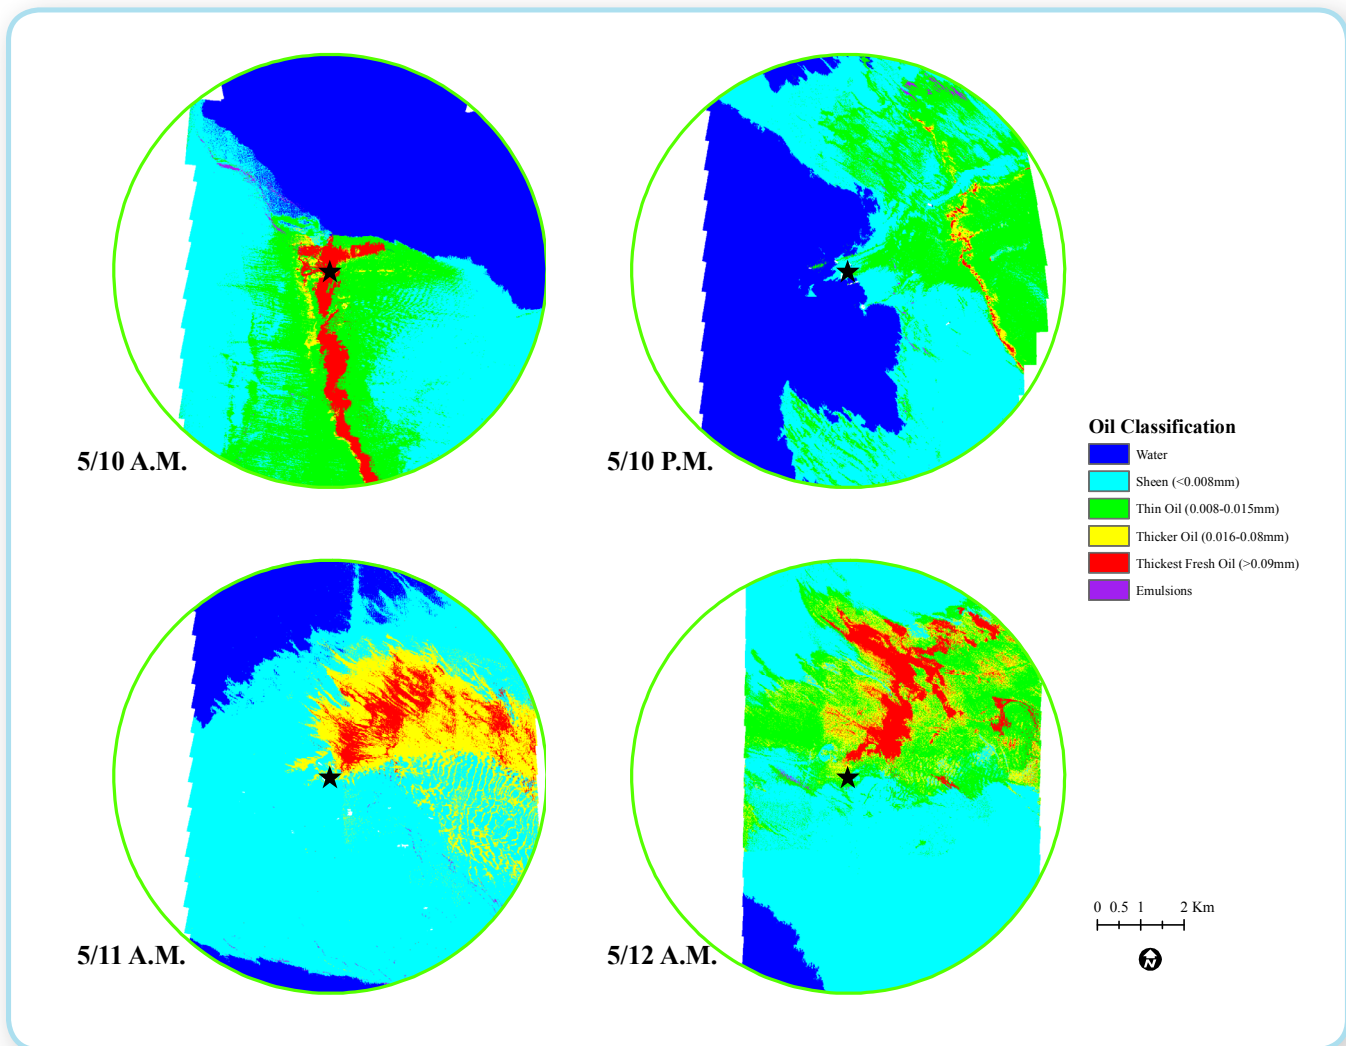 5/10 A.M.
5/10 P.M.
Oil Classification
Water
Sheen (<0.008mm)
Thin Oil (0.008-0.015mm)
Thicker Oil (0.016-0.08mm)
Thickest Fresh Oil (>0.09mm)
Emulsions
5/11 A.M.
5/12 A.M.
0 0.5 1 2 Km
N